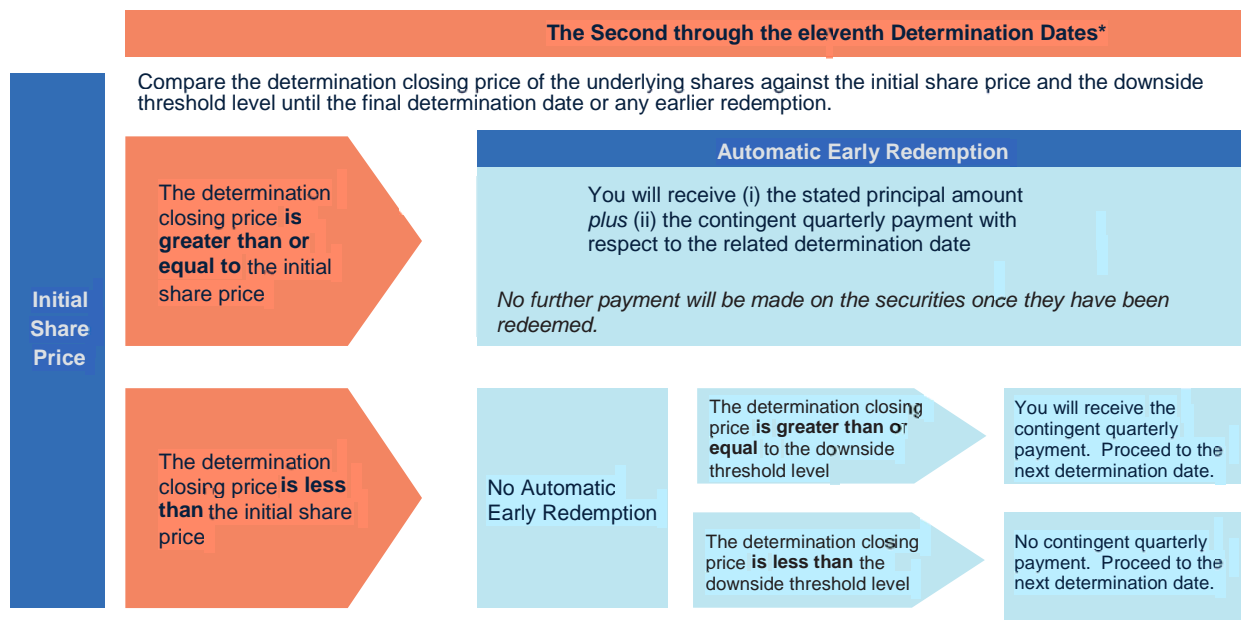 The Second through the eleventh Determination Dates*
Compare the determination closing price of the underlying shares against the initial share price and the downside
threshold level until the final determination date or any earlier redemption.
Initial
Share
Price
The determination
closing price is
greater than or
equal to the initial
share price
Automatic Early Redemption
You will receive (i) the stated principal amount
plus (ii) the contingent quarterly payment with
respect to the related determination date
No further payment will be made on the securities once they have been
redeemed.
The determination
closing price is less
than the initial share
price
No Automatic
Early Redemption
The determination closing
price is greater than or
equal to the downside
threshold level
You will receive the
contingent quarterly
payment. Proceed to the
next determination date.
The determination closing
price is less than the
downside threshold level
No contingent quarterly
payment. Proceed to the
next determination date.